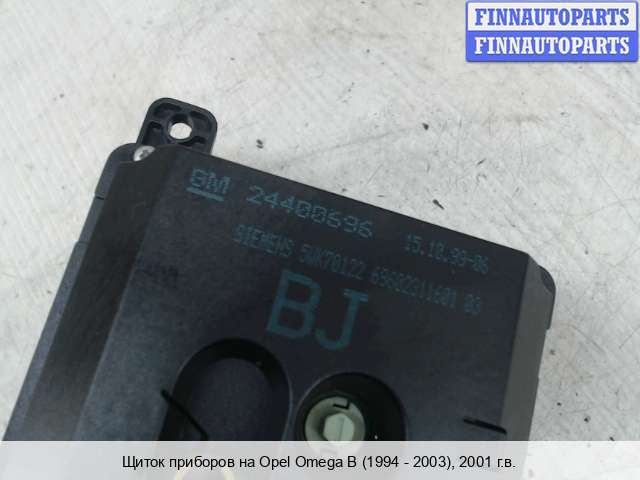 FINNAUTOPARTS
FINNAUTOPARTS
GM 24400696 15.10.99-06
SIEMENS 5WK70122 65602311601 03
BJ
L
Щиток приборов на Opel Omega B (1994 - 2003), 2001 г.в.